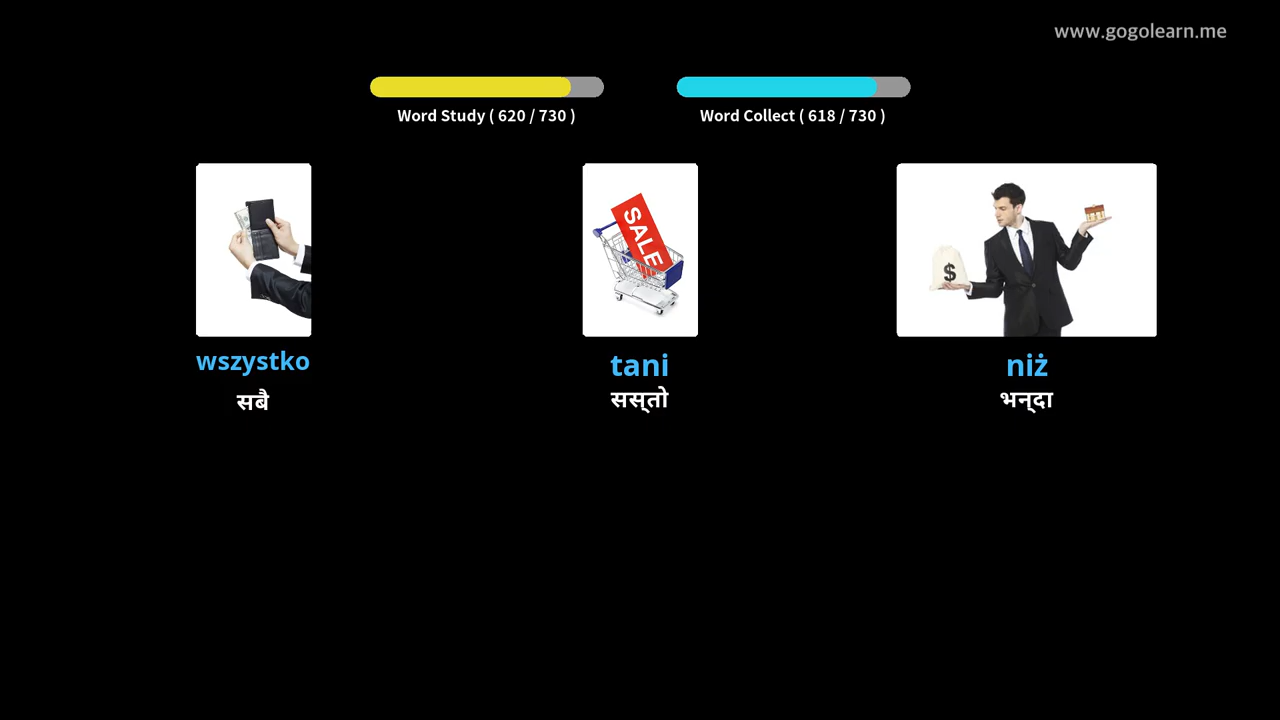 www.gogolearn.me
Word Study ( 620 / 730 )
Word Collect ( 618 / 730 )
SALE
$
wszystko
tani
niż
सबै
सस्तो
भन्दा